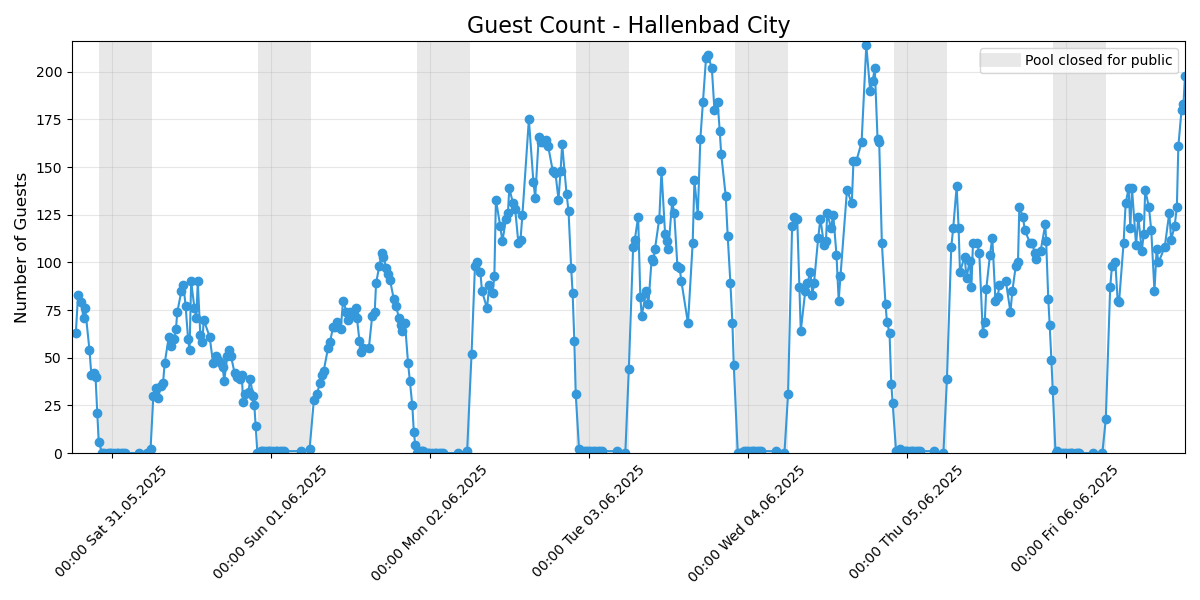 Guest Count - Hallenbad City
Pool closed for public
Number of Guests
200
175
150
125
100
75
50
25
0
00:00 Sat 31.05.2025
00:00 Sun 01.06.2025
00:00 Mon 02.06.2025
00:00 Tue 03.06.2025
00:00 Wed 04.06.2025
00:00 Thu 05.06.2025
00:00 Fri 06.06.2025